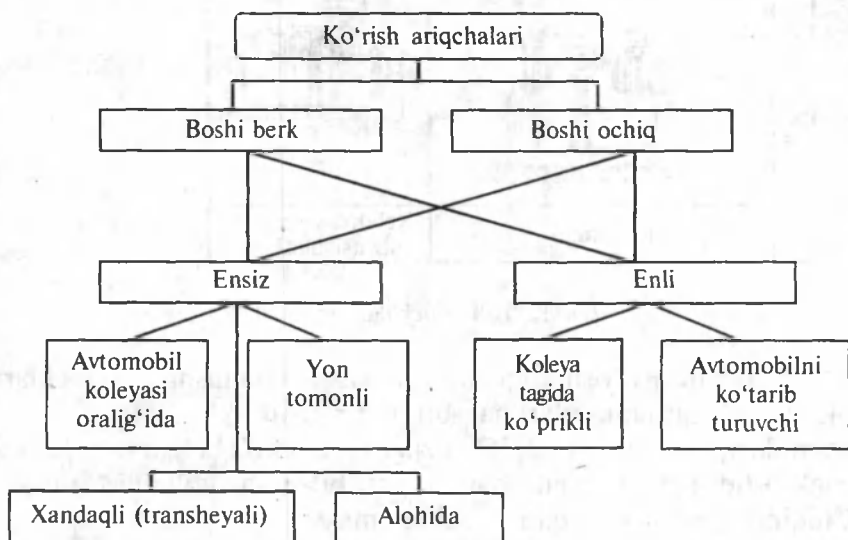 Ko‘rish ariqchalari
Boshi berk
Boshi ochiq
Ensiz
Enli
Avtomobil
koleyasi
oralig‘ida
Yon
tomonli
Koleya
tagida
ko‘prikli
Avtomobilni
ko‘tarib
turuvchi
Xandaqli (transheyali)
Alohida